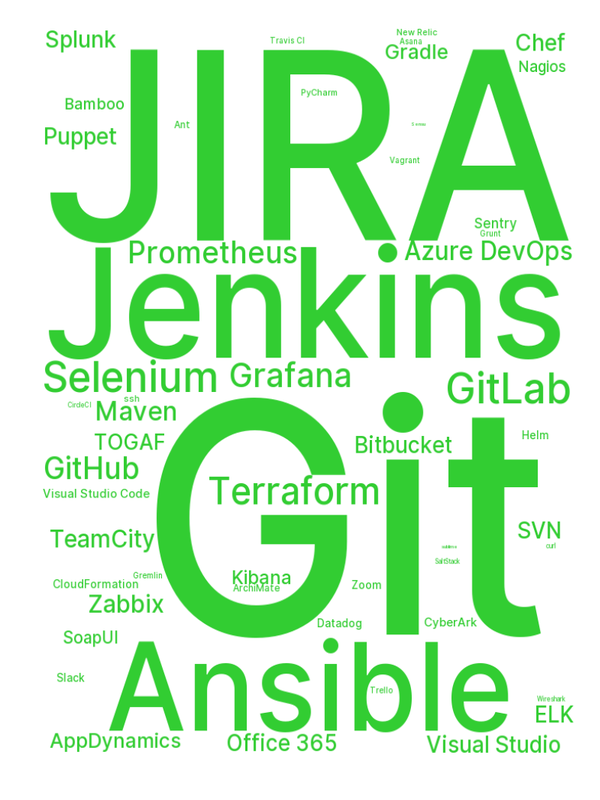 New Relic
Splunk
Travis CI
Asana
Chef
Gradle
Nagios
JIRA
PyCharm
Bamboo
Ant
Puppet
Vagrant
Sentry
Grunt
Prometheus
Azure DevOps
Jenkins
Selenium
Grafana
GitLab
ssh
CircleCI
Maven
TOGAF
Bitbucket
Helm
GitHub
Visual Studio Code
Terraform
Git
SVN
TeamCity
curl
SaltStack
Gremlin
Kibana
CloudFormation
ArchiMate
Zoom
Zabbix
Datadog
CyberArk
SoapUI
Slack
Ansible
Trello
Wireshark
ELK
AppDynamics
Office 365
Visual Studio